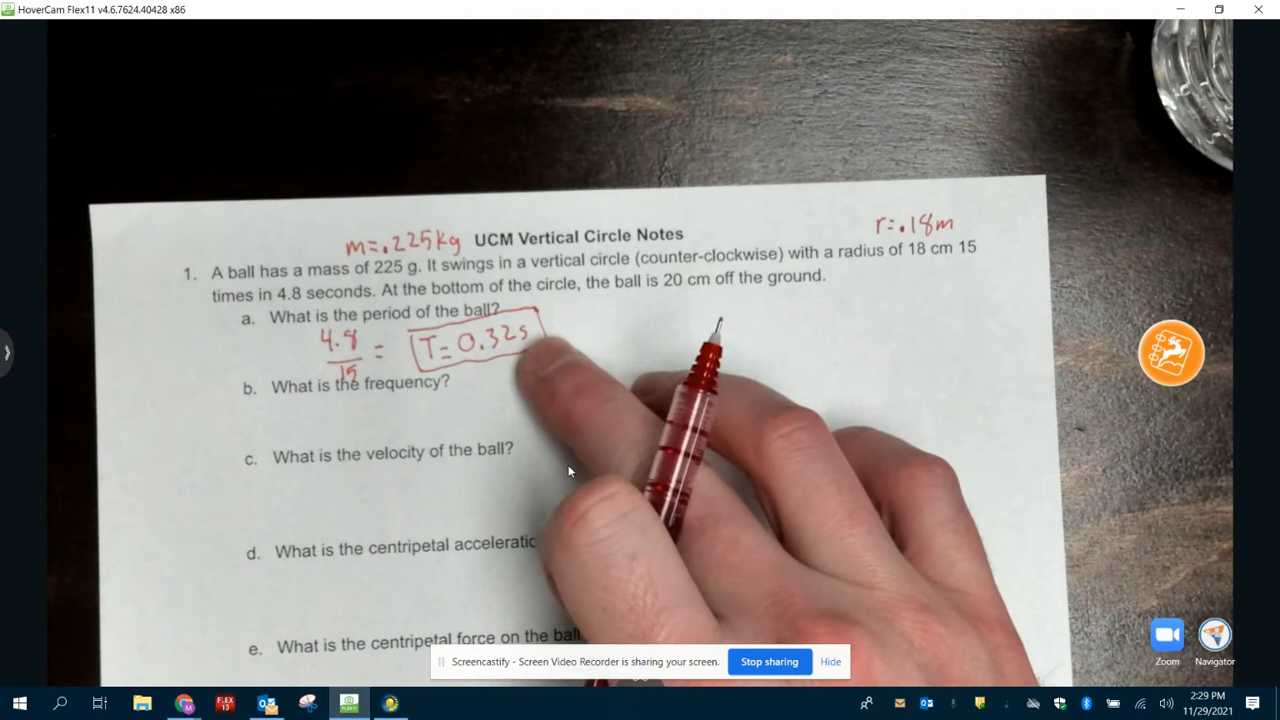 HoverCam Flex11 v4.6.7624.40428 x86
m=.225kg
UCM Vertical Circle Notes
r=.18m
1. A ball has a mass of 225 g. It swings in a vertical circle (counter-clockwise) with a radius of 18 cm 15
times in 4.8 seconds. At the bottom of the circle, the ball is 20 cm off the ground.
a. What is the period of the ball?
4.8
15
= T=0.32s
b. What is the frequency?
c. What is the velocity of the ball?
d. What is the centripetal acceleratic
e. What is the centripetal force on the ball
Screencastify - Screen Video Recorder is sharing your screen.
Stop sharing
Hide
Zoom
Navigator
FLEX
13
FLEX 11
2:29 PM
11/29/2021